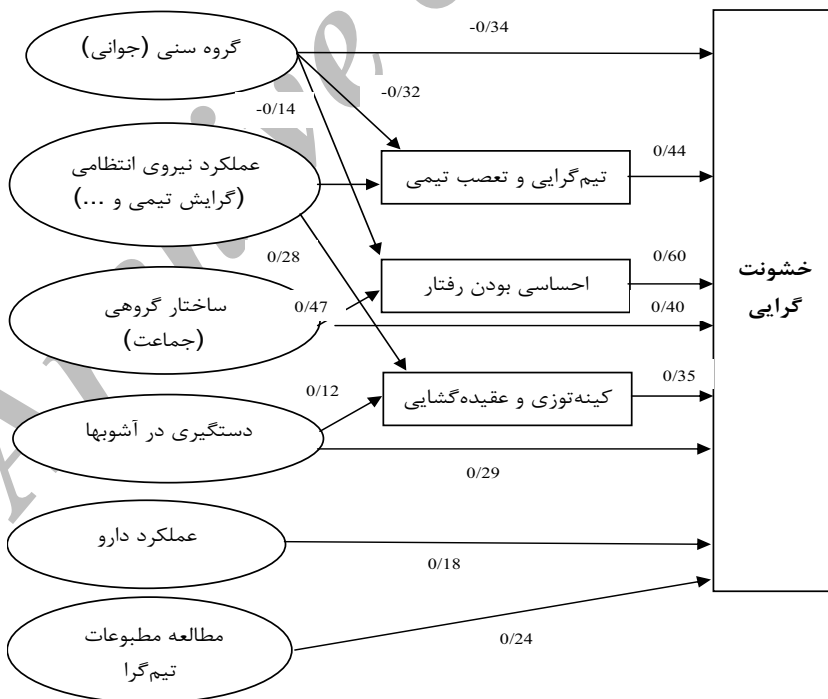 گروه سنی (جوانی)
-0/34
-0/32
-0/14
عملکرد نیروی انتظامی
(گرایش تیمی و ...)
تیم‌گرایی و تعصب تیمی
0/44
0/28
احساسی بودن رفتار
0/60
خشونت
گرایی
ساختار گروهی
(جماعت)
0/47
0/40
0/12
کینه‌توزی و عقیده‌گشایی
0/35
دستگیری در آشوبها
0/29
عملکرد دارو
0/18
مطالعه مطبوعات
تیم‌گرا
0/24